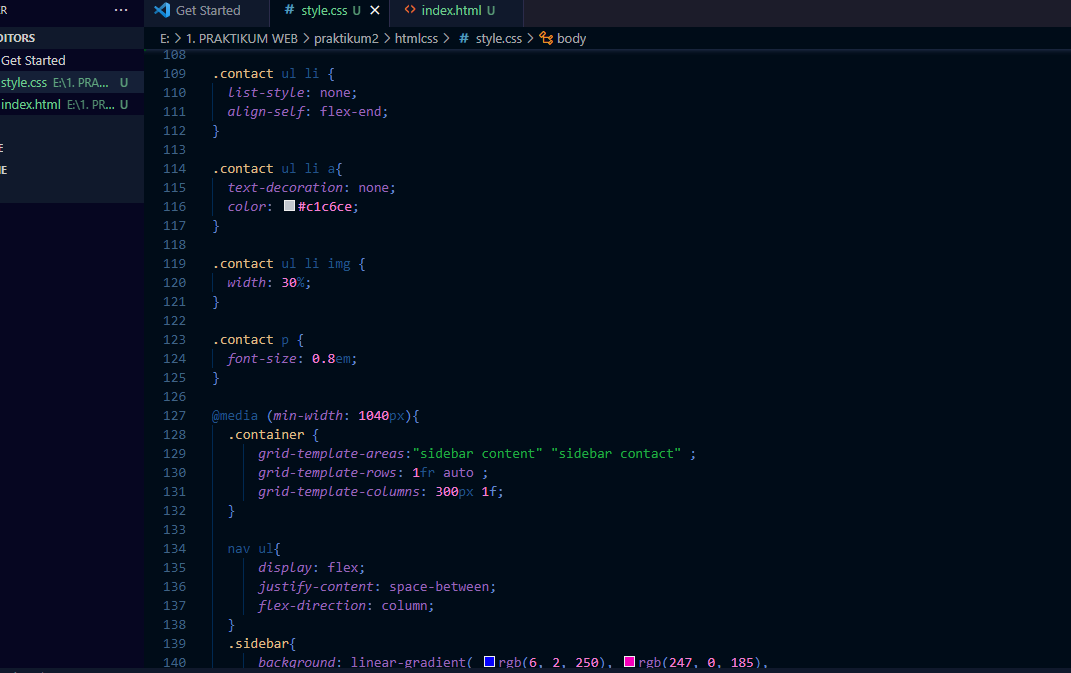 R ··· Get Started # style.css U × <> index.html U
DITORS
E: > 1. PRAKTIKUM WEB > praktikum2 > htmlcss > # style.css > body
Get Started
style.css E:\1. PRA... U
index.html E:\1. PR... U
E
IE
108
109 .contact ul li {
110 list-style: none;
111 align-self: flex-end;
112 }
113
114 .contact ul li a{
115 text-decoration: none;
116 color: #c1c6ce;
117 }
118
119 .contact ul li img {
120 width: 30%;
121 }
122
123 .contact p {
124 font-size: 0.8em;
125 }
126
127 @media (min-width: 1040px){
128 .container {
129 grid-template-areas:"sidebar content" "sidebar contact" ;
130 grid-template-rows: 1fr auto ;
131 grid-template-columns: 300px 1f;
132 }
133
134 nav ul{
135 display: flex;
136 justify-content: space-between;
137 flex-direction: column;
138 }
139 .sidebar{
140 background: linear-gradient( rgb(6, 2, 250), rgb(247, 0, 185),